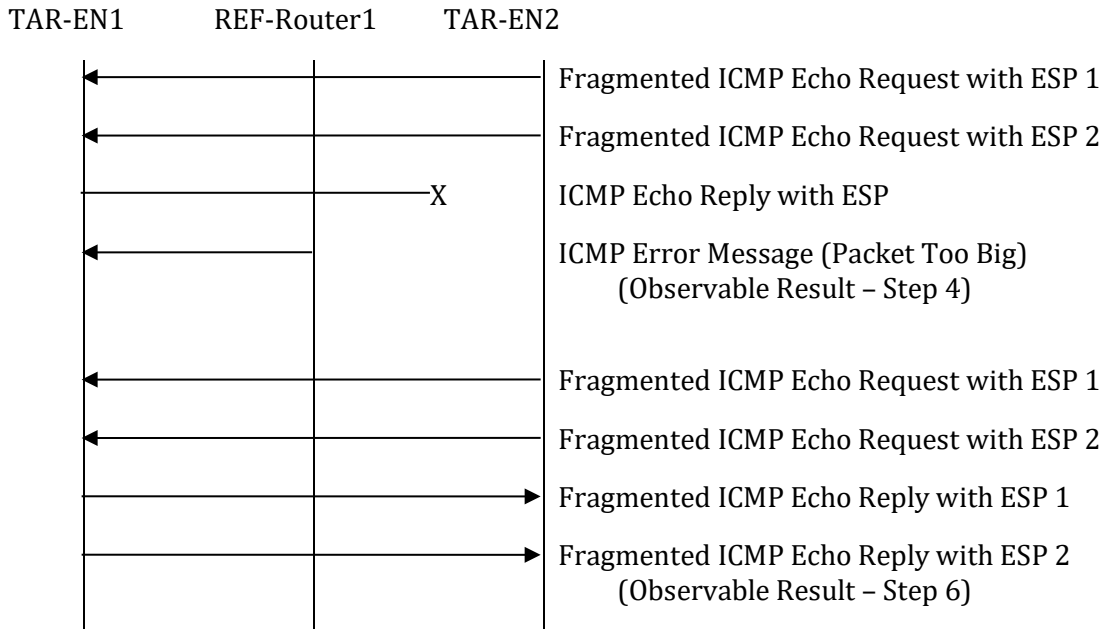 TAR-EN1 REF-Router1 TAR-EN2
Fragmented ICMP Echo Request with ESP 1
Fragmented ICMP Echo Request with ESP 2
X ICMP Echo Reply with ESP
ICMP Error Message (Packet Too Big)
(Observable Result – Step 4)
Fragmented ICMP Echo Request with ESP 1
Fragmented ICMP Echo Request with ESP 2
Fragmented ICMP Echo Reply with ESP 1
Fragmented ICMP Echo Reply with ESP 2
(Observable Result – Step 6)